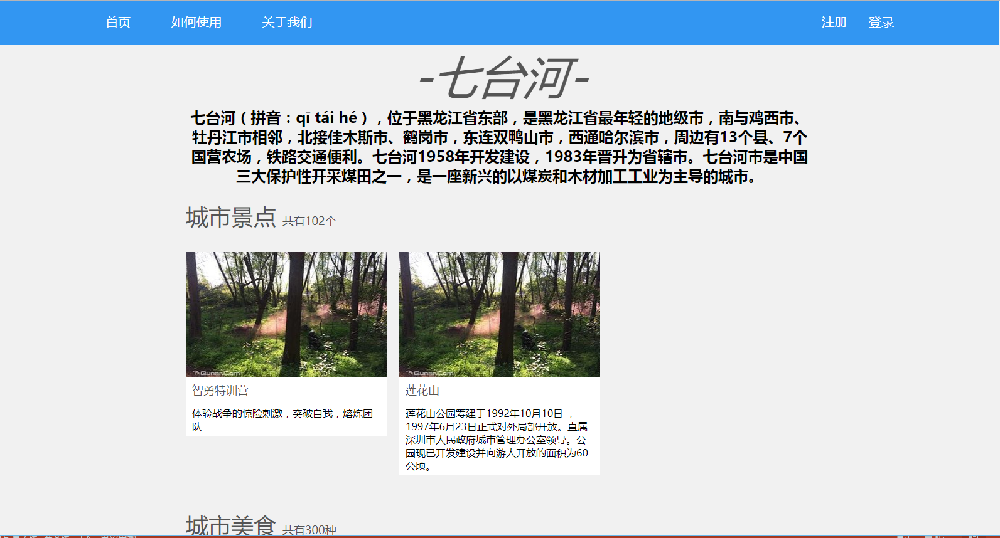 首页 如何使用 关于我们 注册 登录
-七台河-
七台河（拼音：qī tái hé），位于黑龙江省东部，是黑龙江省最年轻的地级市，南与鸡西市、
牡丹江市相邻，北接佳木斯市、鹤岗市，东连双鸭山市，西通哈尔滨市，周边有13个县、7个
国营农场，铁路交通便利。七台河1958年开发建设，1983年晋升为省辖市。七台河市是中国
三大保护性开采煤田之一，是一座新兴的以煤炭和木材加工工业为主导的城市。
城市景点 共有102个
Qunar.Com
智勇特训营
体验战争的惊险刺激，突破自我，熔炼团
队
Qunar.Com
莲花山
莲花山公园筹建于1992年10月10日 ，
1997年6月23日正式对外局部开放。直属
深圳市人民政府城市管理办公室领导。公
园现已开发建设并向游人开放的面积为60
公顷。
城市美食 共有300种